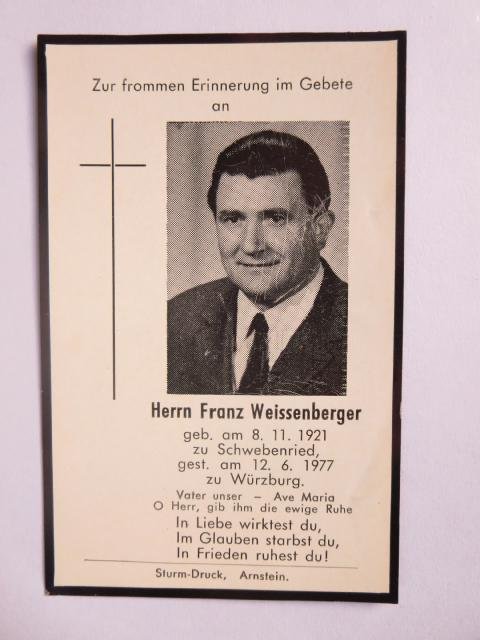 Zur frommen Erinnerung im Gebete
an
Herrn Franz Weissenberger
geb. am 8. 11. 1921
zu Schwebenried,
gest. am 12. 6. 1977
zu Würzburg.
Vater unser – Ave Maria
O Herr, gib ihm die ewige Ruhe
In Liebe wirktest du,
Im Glauben starbst du,
In Frieden ruhest du!
Sturm-Druck, Arnstein.